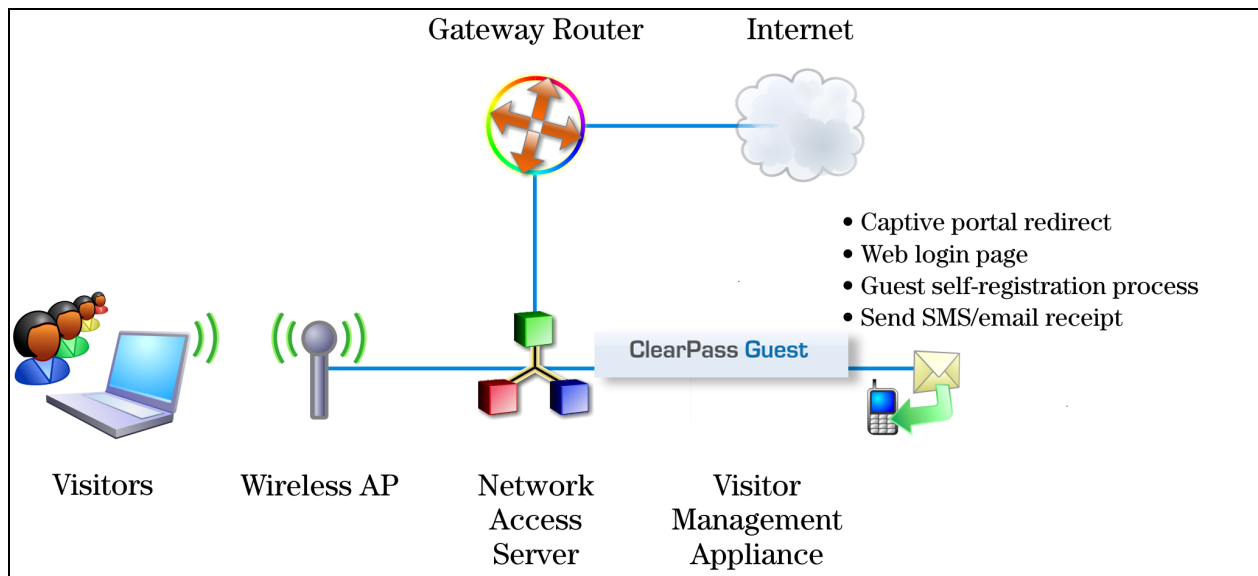 Gateway Router
Internet
• Captive portal redirect
• Web login page
• Guest self-registration process
• Send SMS/email receipt
ClearPass Guest
Visitors
Wireless AP
Network
Access
Server
Visitor
Management
Appliance